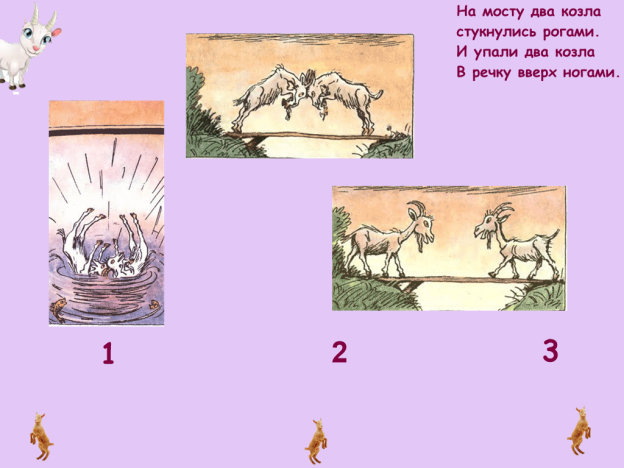 На мосту два козла
стукнулись рогами.
И упали два козла
В речку вверх ногами.
1 2 3